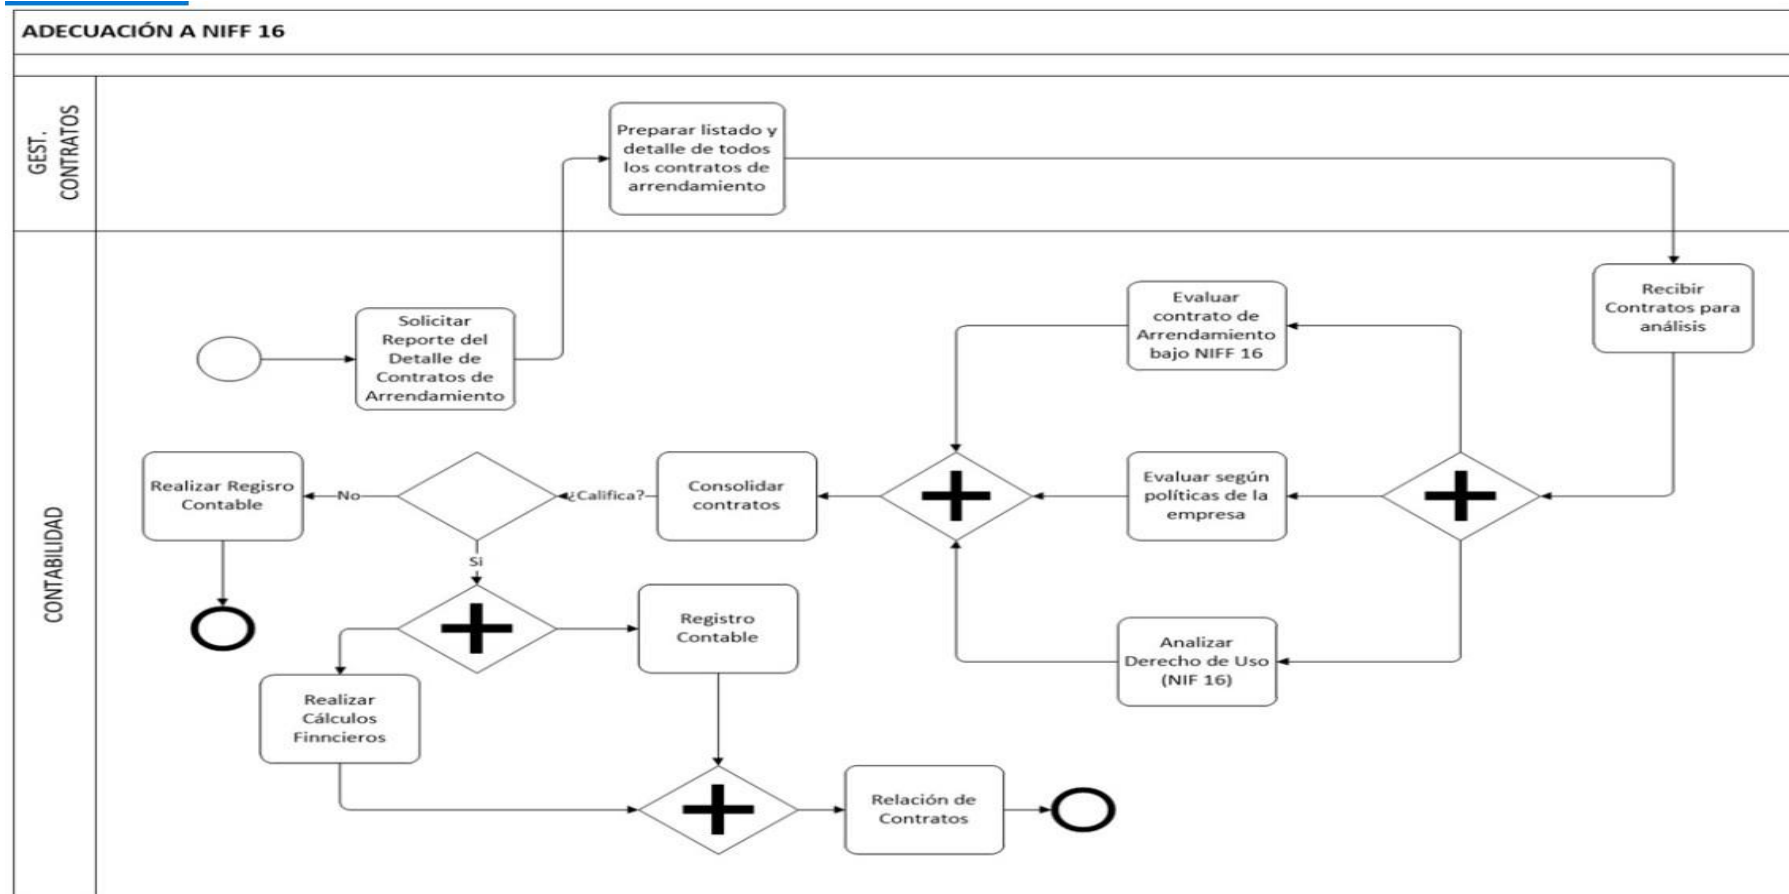 ADECUACIÓN A NIFF 16
GEST.
CONTRATOS
Preparar listado y
detalle de todos
los contratos de
arrendamiento
CONTABILIDAD
Solicitar
Reporte del
Detalle de
Contratos de
Arrendamiento
Recibir
Contratos para
análisis
Evaluar
contrato de
Arrendamiento
bajo NIFF 16
Evaluar según
políticas de la
empresa
Analizar
Derecho de Uso
(NIF 16)
Consolidar
contratos
¿Califica?
No
Realizar Regisro
Contable
Si
Registro
Contable
Realizar
Cálculos
Finncieros
Relación de
Contratos